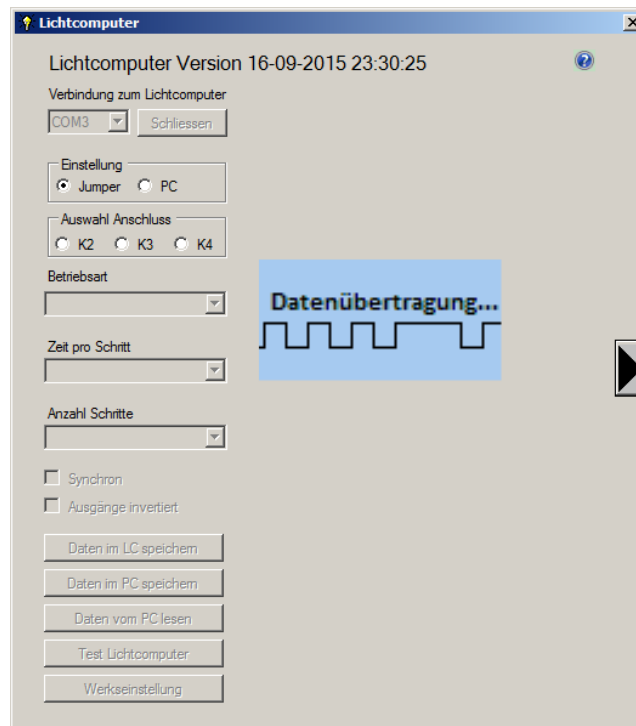 Lichtcomputer
Lichtcomputer Version 16-09-2015 23:30:25
Verbindung zum Lichtcomputer
COM3 Schliessen
Einstellung
Jumper PC
Auswahl Anschluss
K2 K3 K4
Betriebsart
Datenübertragung...
Zeit pro Schritt
Anzahl Schritte
Synchron
Ausgänge invertiert
Daten im LC speichern
Daten im PC speichern
Daten vom PC lesen
Test Lichtcomputer
Werkseinstellung